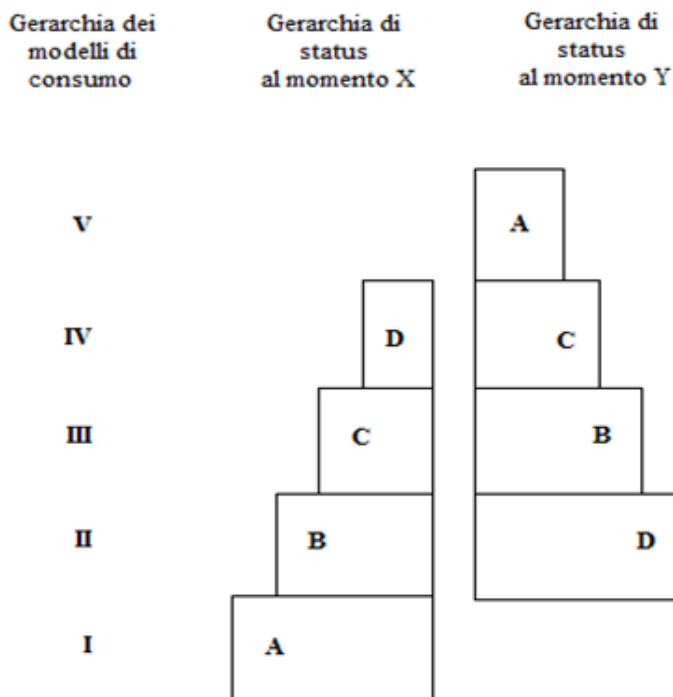 Gerarchia dei
modelli di
consumo
Gerarchia di
status
al momento X
Gerarchia di
status
al momento Y
V
A
IV
D
C
III
C
B
II
B
D
I
A